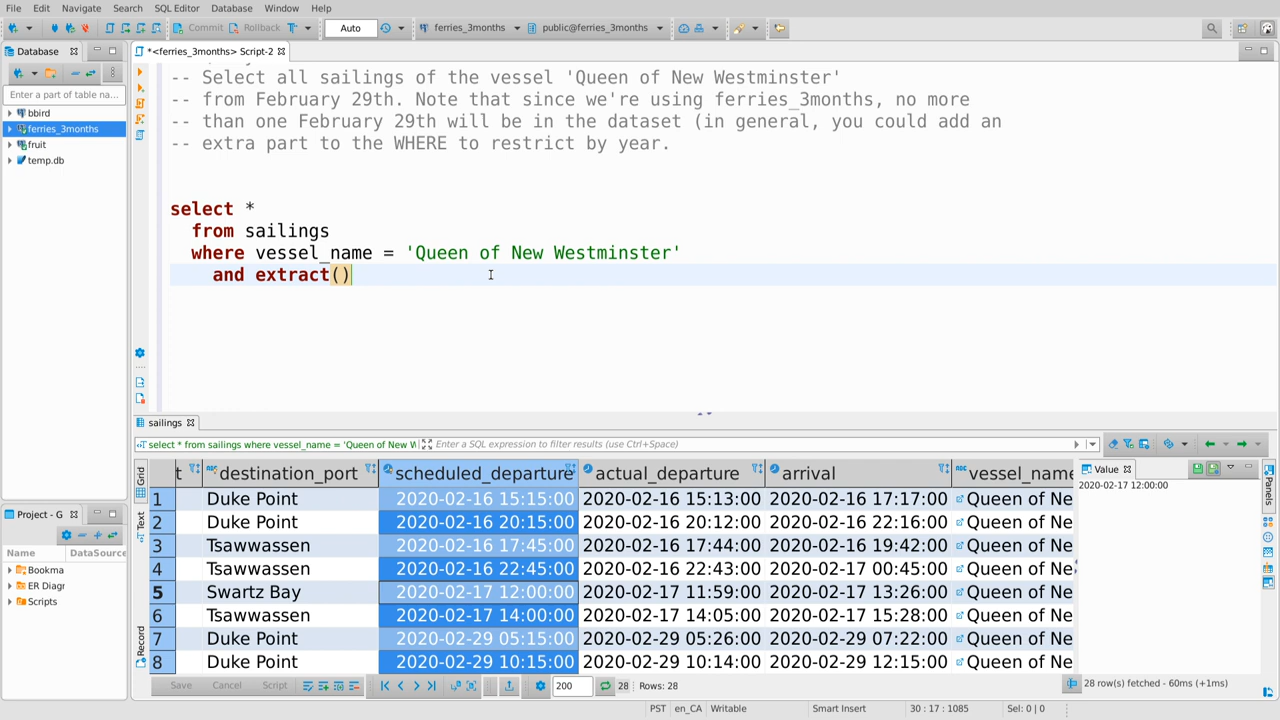 File Edit Navigate Search SQL Editor Database Window Help
Commit Rollback Auto ferries_3months public@ferries_3months
Database
*<ferries_3months> Script-2
Enter a part of table na...
bbird
ferries_3months
fruit
temp.db
-- Select all sailings of the vessel 'Queen of New Westminster'
-- from February 29th. Note that since we're using ferries_3months, no more
-- than one February 29th will be in the dataset (in general, you could add an
-- extra part to the WHERE to restrict by year.
select *
from sailings
where vessel_name = 'Queen of New Westminster'
and extract()
sailings
select * from sailings where vessel_name = 'Queen of New W
Enter a SQL expression to filter results (use Ctrl+Space)
Grid
Text
Record
t destination_port scheduled_departure actual_departure arrival vessel_name
1 Duke Point 2020-02-16 15:15:00 2020-02-16 15:13:00 2020-02-16 17:17:00 Queen of Ne
2 Duke Point 2020-02-16 20:15:00 2020-02-16 20:12:00 2020-02-16 22:16:00 Queen of Ne
3 Tsawwassen 2020-02-16 17:45:00 2020-02-16 17:44:00 2020-02-16 19:42:00 Queen of Ne
4 Tsawwassen 2020-02-16 22:45:00 2020-02-16 22:43:00 2020-02-17 00:45:00 Queen of Ne
5 Swartz Bay 2020-02-17 12:00:00 2020-02-17 11:59:00 2020-02-17 13:26:00 Queen of Ne
6 Tsawwassen 2020-02-17 14:00:00 2020-02-17 14:05:00 2020-02-17 15:28:00 Queen of Ne
7 Duke Point 2020-02-29 05:15:00 2020-02-29 05:26:00 2020-02-29 07:22:00 Queen of Ne
8 Duke Point 2020-02-29 10:15:00 2020-02-29 10:14:00 2020-02-29 12:15:00 Queen of Ne
Value
2020-02-17 12:00:00
Panels
Project - G
Name DataSource
Bookma
ER Diagr
Scripts
Save Cancel Script 200 28 Rows: 28
28 row(s) fetched - 60ms (+1ms)
PST en_CA Writable Smart Insert 30 : 17 : 1085 Sel: 0 | 0